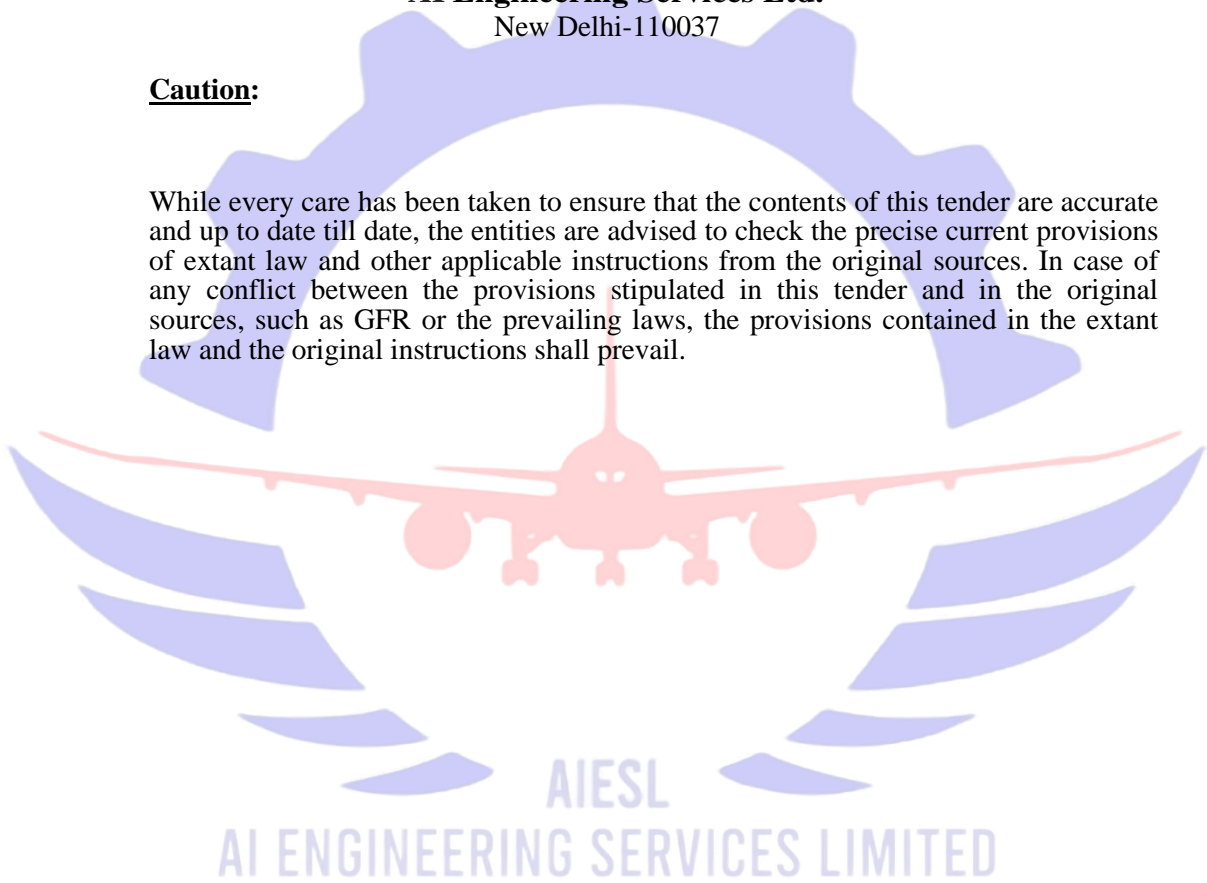 AI Engineering Services Ltd.
New Delhi-110037
Caution:
While every care has been taken to ensure that the contents of this tender are accurate
and up to date till date, the entities are advised to check the precise current provisions
of extant law and other applicable instructions from the original sources. In case of
any conflict between the provisions stipulated in this tender and in the original
sources, such as GFR or the prevailing laws, the provisions contained in the extant
law and the original instructions shall prevail.
AIESL
AI ENGINEERING SERVICES LIMITED